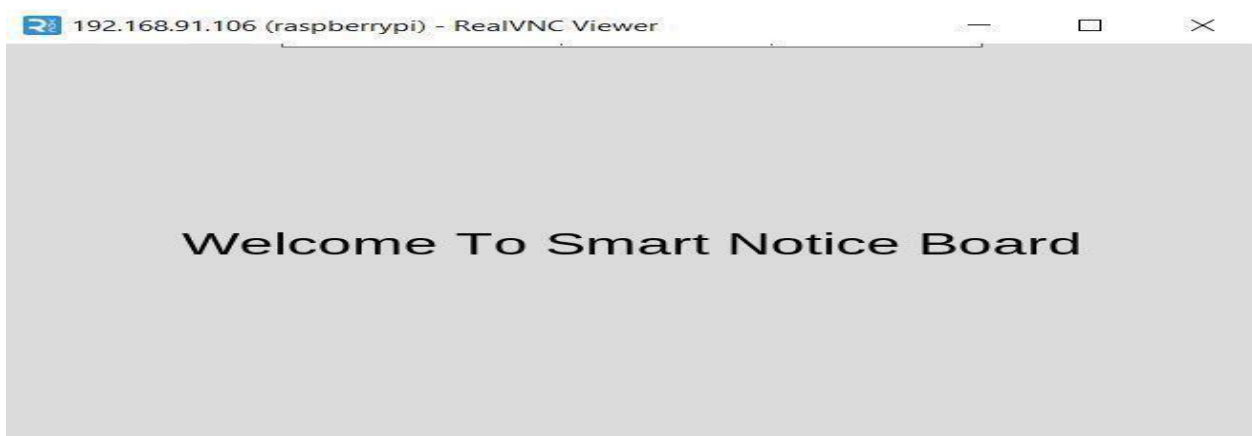 192.168.91.106 (raspberrypi) - RealVNC Viewer
Welcome To Smart Notice Board